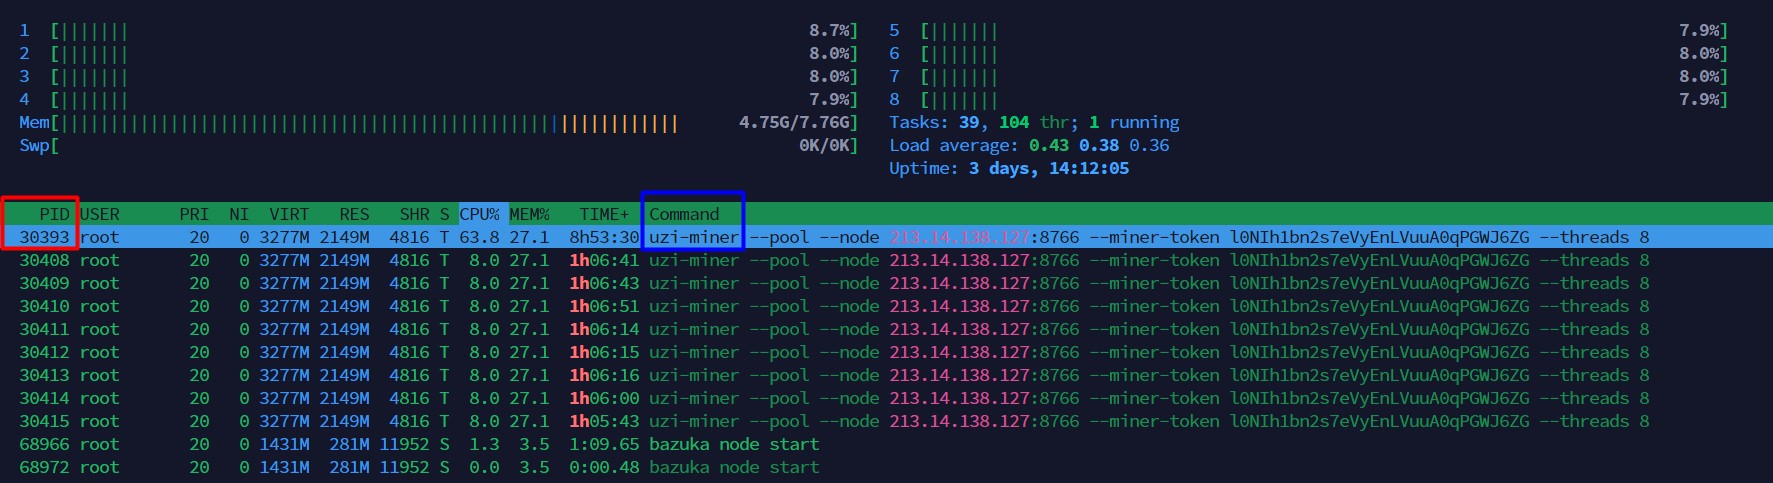 1 [||||||| 8.7%] 5 [||||||| 7.9%]
2 [||||||| 8.0%] 6 [||||||| 8.0%]
3 [||||||| 8.0%] 7 [||||||| 8.0%]
4 [||||||| 7.9%] 8 [||||||| 7.9%]
Mem[|||||||||||||||||||||||||||||||||||||||||||||||||||||||||||||| 4.75G/7.76G] Tasks: 39, 104 thr; 1 running
Swp[ 0K/0K] Load average: 0.43 0.38 0.36
Uptime: 3 days, 14:12:05
PID USER PRI NI VIRT RES SHR S CPU% MEM% TIME+ Command
30393 root 20 0 3277M 2149M 4816 T 63.8 27.1 8h53:30 uzi-miner --pool --node 213.14.138.127:8766 --miner-token l0NIh1bn2s7eVyEnLVuuA0qPGWJ6ZG --threads 8
30408 root 20 0 3277M 2149M 4816 T 8.0 27.1 1h06:41 uzi-miner --pool --node 213.14.138.127:8766 --miner-token l0NIh1bn2s7eVyEnLVuuA0qPGWJ6ZG --threads 8
30409 root 20 0 3277M 2149M 4816 T 8.0 27.1 1h06:43 uzi-miner --pool --node 213.14.138.127:8766 --miner-token l0NIh1bn2s7eVyEnLVuuA0qPGWJ6ZG --threads 8
30410 root 20 0 3277M 2149M 4816 T 8.0 27.1 1h06:51 uzi-miner --pool --node 213.14.138.127:8766 --miner-token l0NIh1bn2s7eVyEnLVuuA0qPGWJ6ZG --threads 8
30411 root 20 0 3277M 2149M 4816 T 8.0 27.1 1h06:14 uzi-miner --pool --node 213.14.138.127:8766 --miner-token l0NIh1bn2s7eVyEnLVuuA0qPGWJ6ZG --threads 8
30412 root 20 0 3277M 2149M 4816 T 8.0 27.1 1h06:15 uzi-miner --pool --node 213.14.138.127:8766 --miner-token l0NIh1bn2s7eVyEnLVuuA0qPGWJ6ZG --threads 8
30413 root 20 0 3277M 2149M 4816 T 8.0 27.1 1h06:16 uzi-miner --pool --node 213.14.138.127:8766 --miner-token l0NIh1bn2s7eVyEnLVuuA0qPGWJ6ZG --threads 8
30414 root 20 0 3277M 2149M 4816 T 8.0 27.1 1h06:00 uzi-miner --pool --node 213.14.138.127:8766 --miner-token l0NIh1bn2s7eVyEnLVuuA0qPGWJ6ZG --threads 8
30415 root 20 0 3277M 2149M 4816 T 8.0 27.1 1h05:43 uzi-miner --pool --node 213.14.138.127:8766 --miner-token l0NIh1bn2s7eVyEnLVuuA0qPGWJ6ZG --threads 8
68966 root 20 0 1431M 281M 11952 S 1.3 3.5 1:09.65 bazuka node start
68972 root 20 0 1431M 281M 11952 S 0.0 3.5 0:00.48 bazuka node start